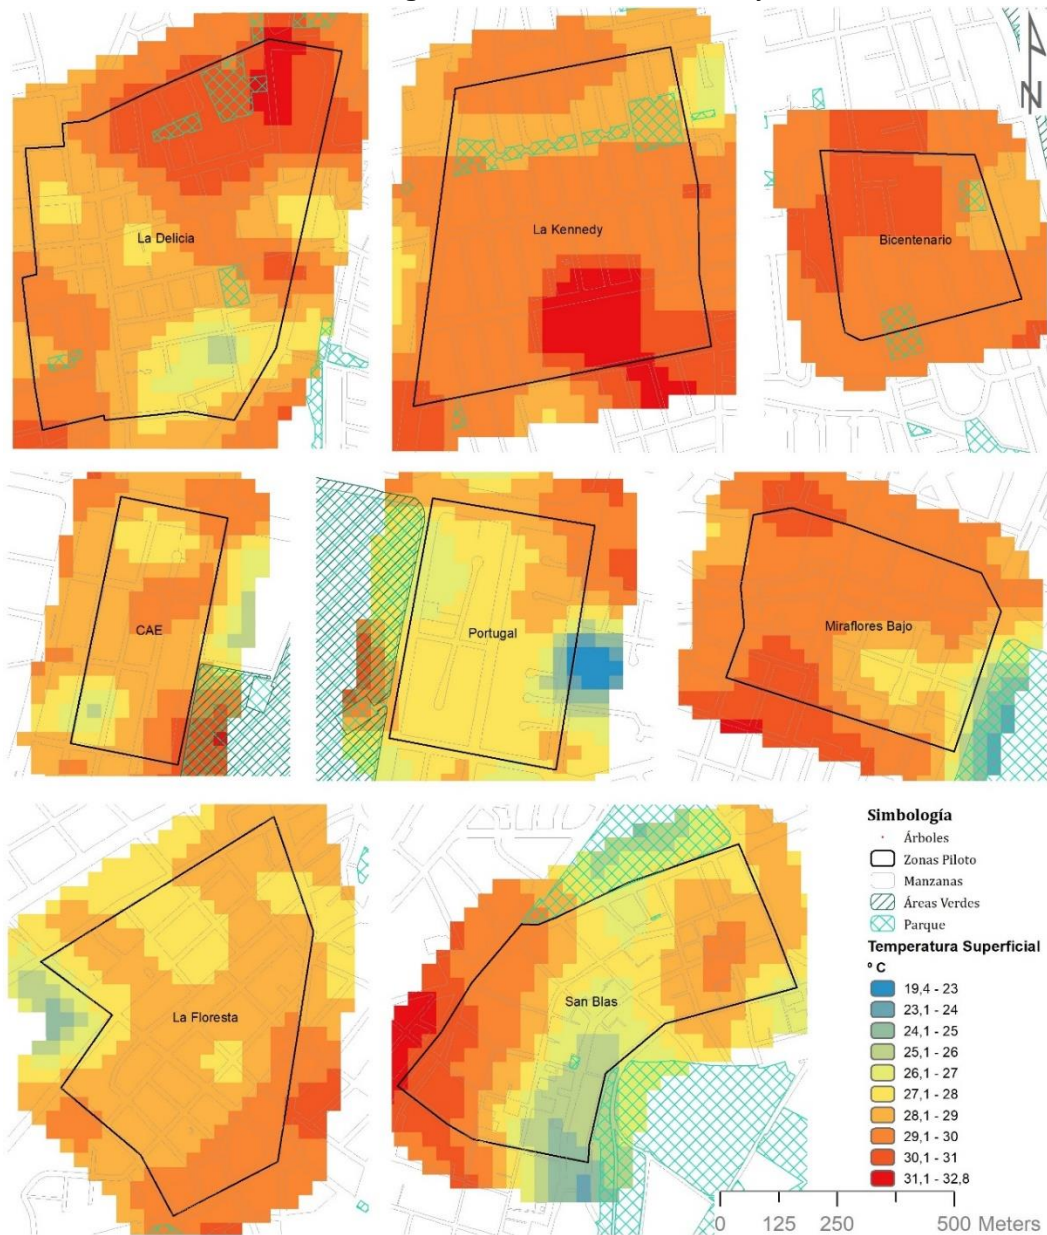 La Delicia
La Kennedy
Bicentenario
N
CAE
Portugal
Miraflores Bajo
La Floresta
San Blas
Simbología
Árboles
Zonas Piloto
Manzanas
Áreas Verdes
Parque
Temperatura Superficial
º C
19,4 - 23
23,1 - 24
24,1 - 25
25,1 - 26
26,1 - 27
27,1 - 28
28,1 - 29
29,1 - 30
30,1 - 31
31,1 - 32,8
0 125 250 500 Meters